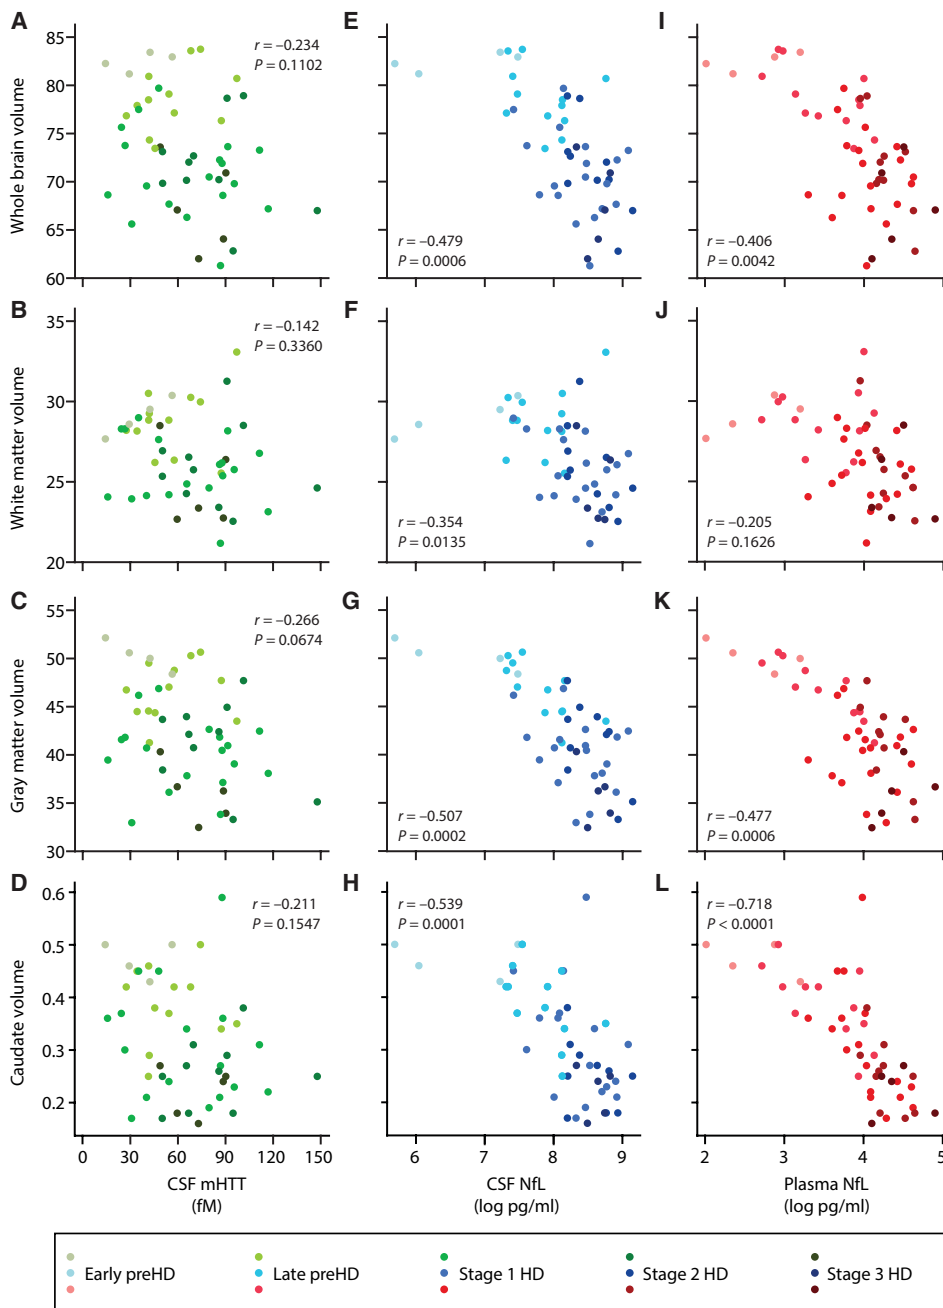 A
E
I
85
80
75
70
65
60
Whole brain volume
r = –0.234
P = 0.1102
r = –0.479
P = 0.0006
r = –0.406
P = 0.0042
B
F
J
35
30
25
20
White matter volume
r = –0.142
P = 0.3360
r = –0.354
P = 0.0135
r = –0.205
P = 0.1626
C
G
K
55
50
45
40
35
30
Gray matter volume
r = –0.266
P = 0.0674
r = –0.507
P = 0.0002
r = –0.477
P = 0.0006
D
H
L
0.6
0.5
0.4
0.3
0.2
Caudate volume
r = –0.211
P = 0.1547
r = –0.539
P = 0.0001
r = –0.718
P < 0.0001
0 30 60 90 120 150
6 7 8 9
2 3 4 5
CSF mHTT
(fM)
CSF NfL
(log pg/ml)
Plasma NfL
(log pg/ml)
Early preHD Late preHD Stage 1 HD Stage 2 HD Stage 3 HD